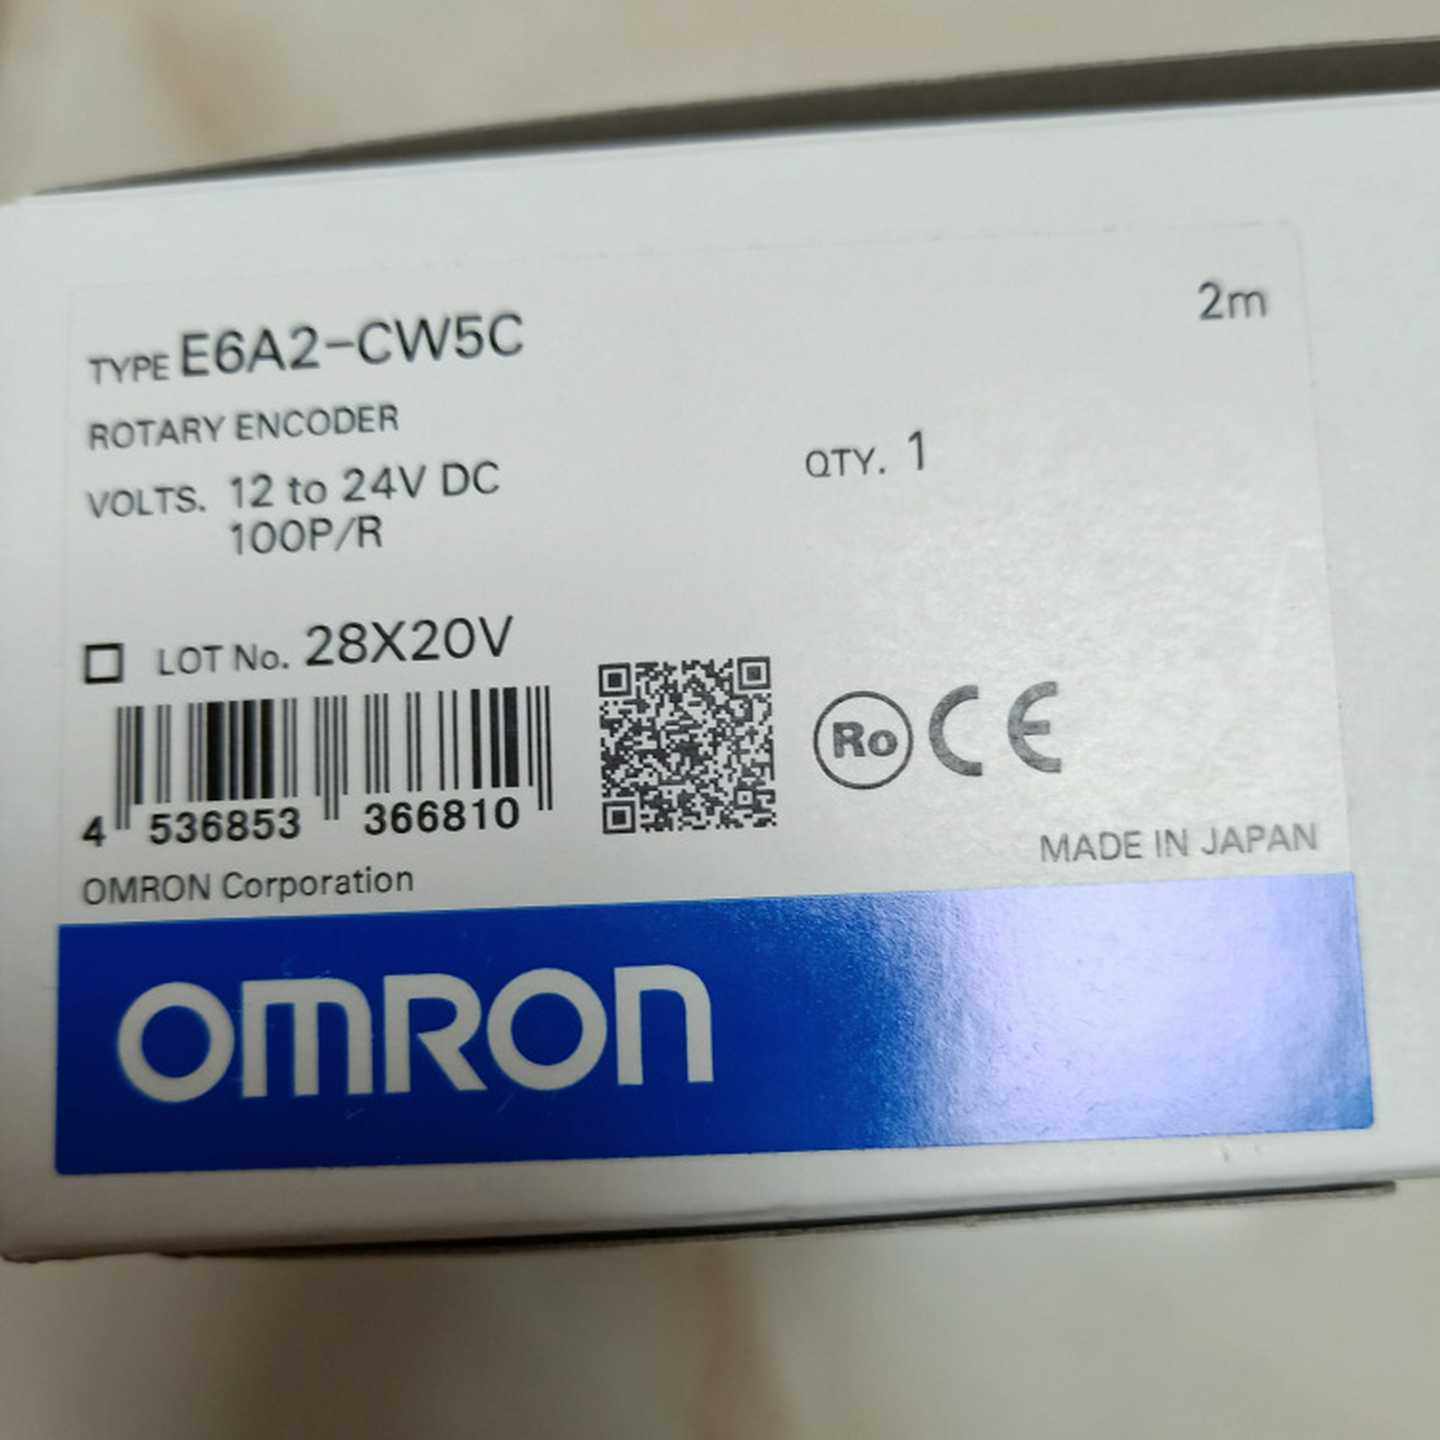 TYPE E6A2-CW5C 2m
ROTARY ENCODER
VOLTS. 12 to 24V DC QTY. 1
100P/R
LOT No. 28X20V
Ro CE
4 536853 366810
MADE IN JAPAN
OMRON Corporation
OMRON